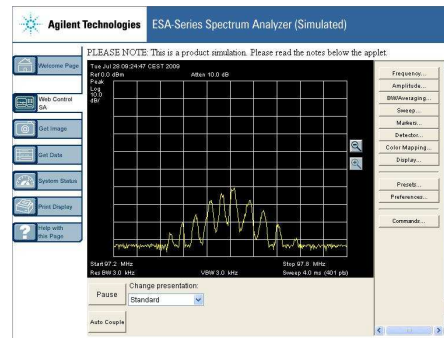 Agilent Technologies
ESA-Series Spectrum Analyzer (Simulated)
PLEASE NOTE: This is a product simulation. Please read the notes below the applet.
Welcome Page
Web Control
SA
Get Image
Get Data
System Status
Print Display
Help with
this Page
Tue Jul 28 09:24:47 CEST 2009
Ref 0.0 dBm
Atten 10.0 dB
Peak
Log
10.0
dB/
Start 97.2 MHz
Stop 97.8 MHz
Res BW 3.0 kHz
VBW 3.0 kHz
Sweep 4.0 ms (401 pts)
Pause
Change presentation:
Standard
Auto Couple
Frequency...
Amplitude...
BW/Averaging...
Sweep...
Markers...
Detector...
Color Mapping...
Display...
Presets...
Preferences...
Commands...